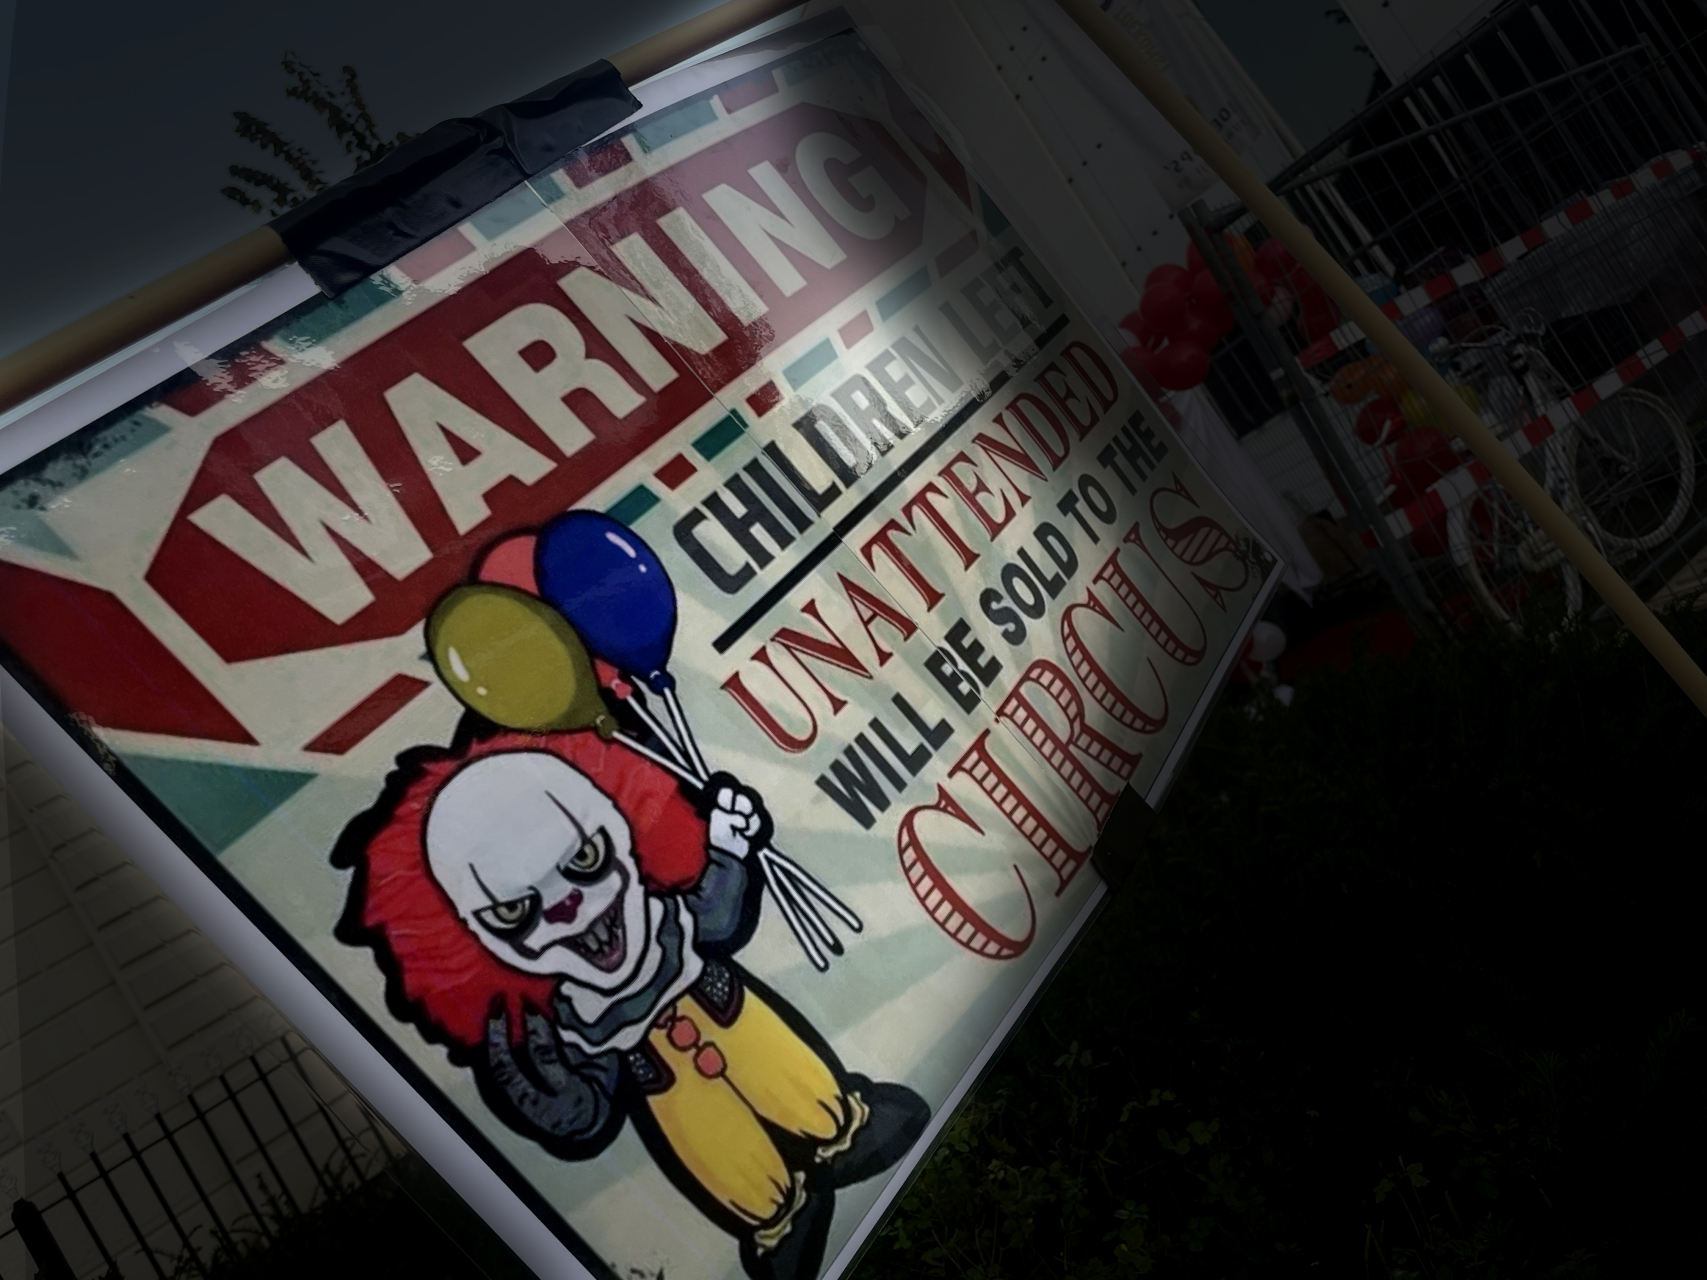 WARNING
CHILDREN LEFT
UNATTENDED
WILL BE SOLD TO THE
CIRCUS